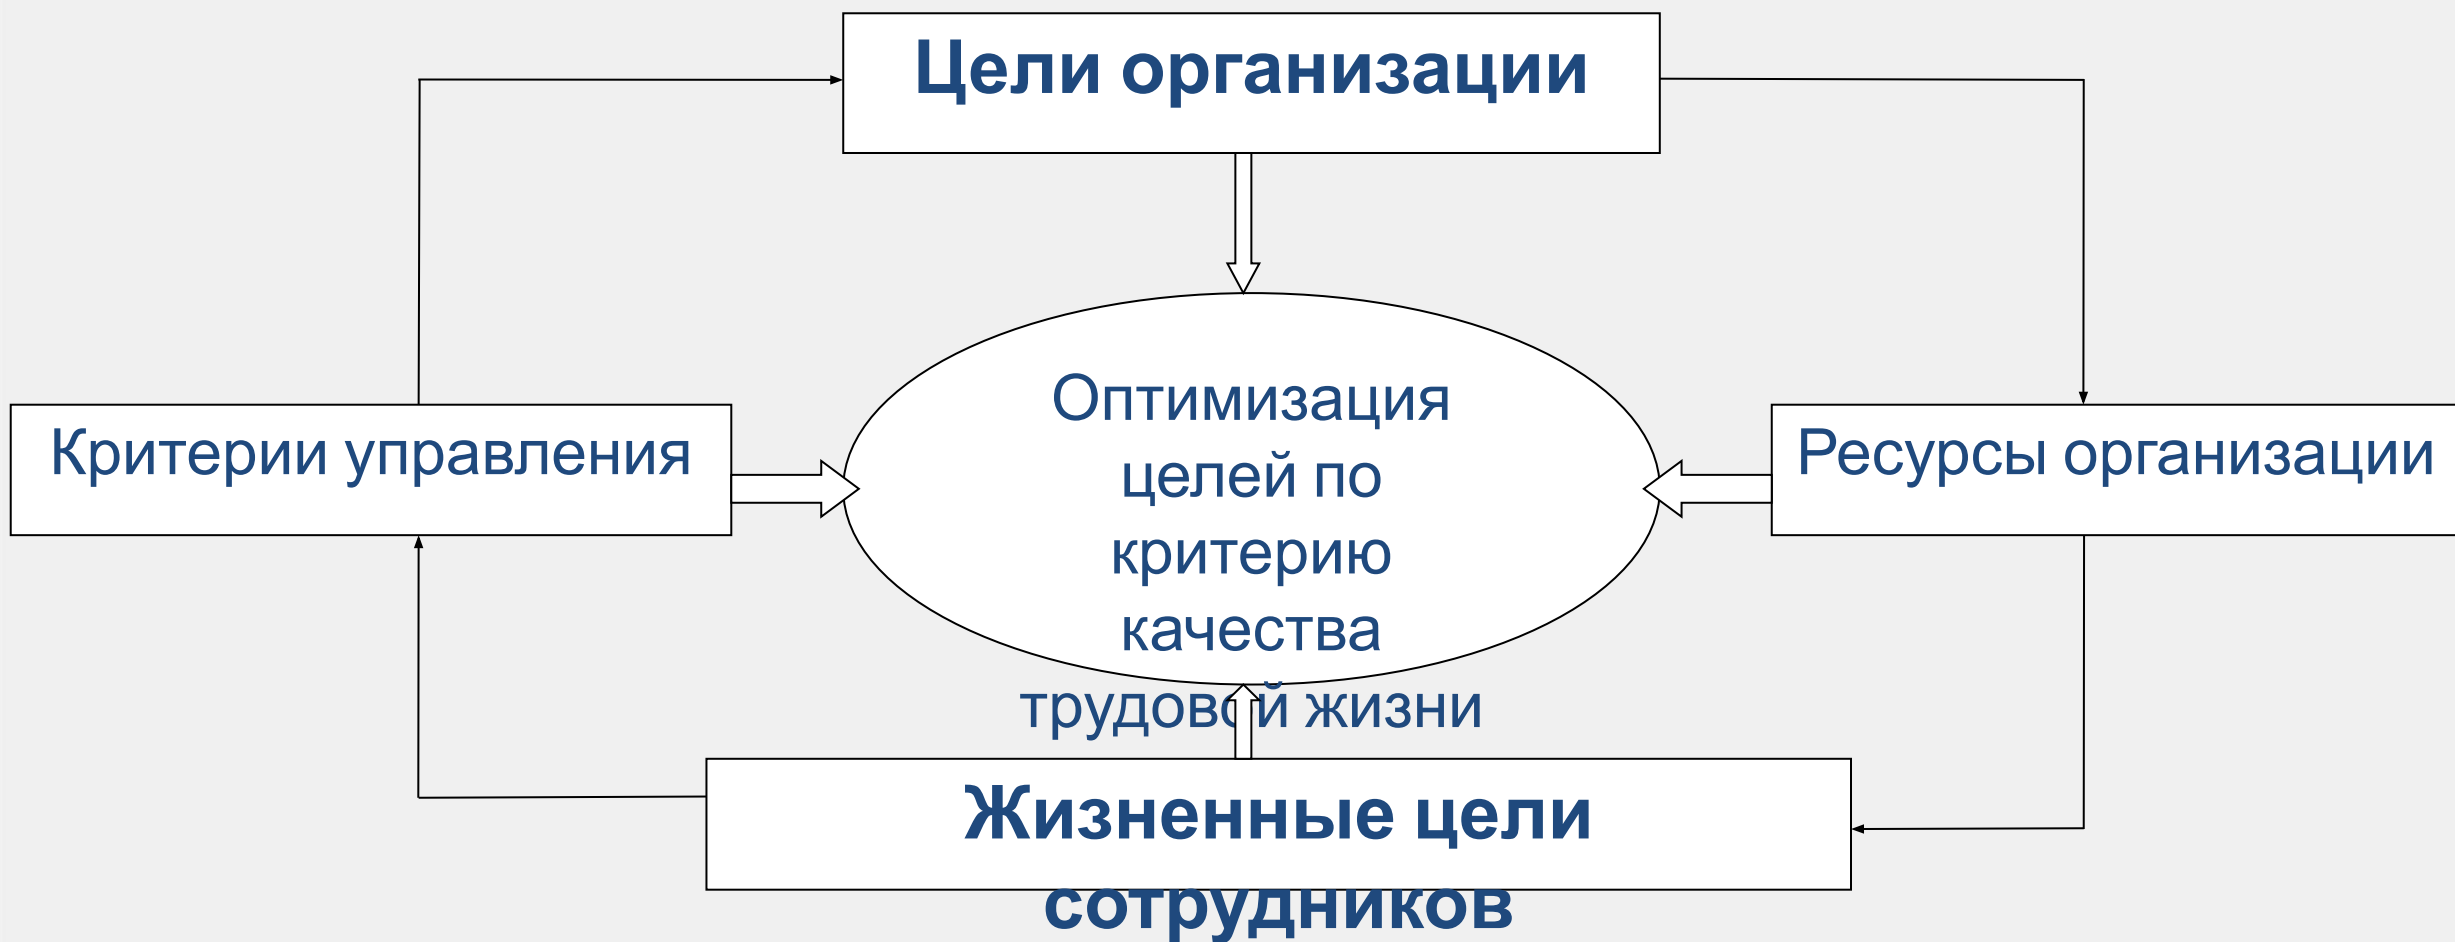 Цели организации
Критерии управления
Оптимизация
целей по
критерию
качества
трудовой жизни
Ресурсы организации
Жизненные цели
сотрудников